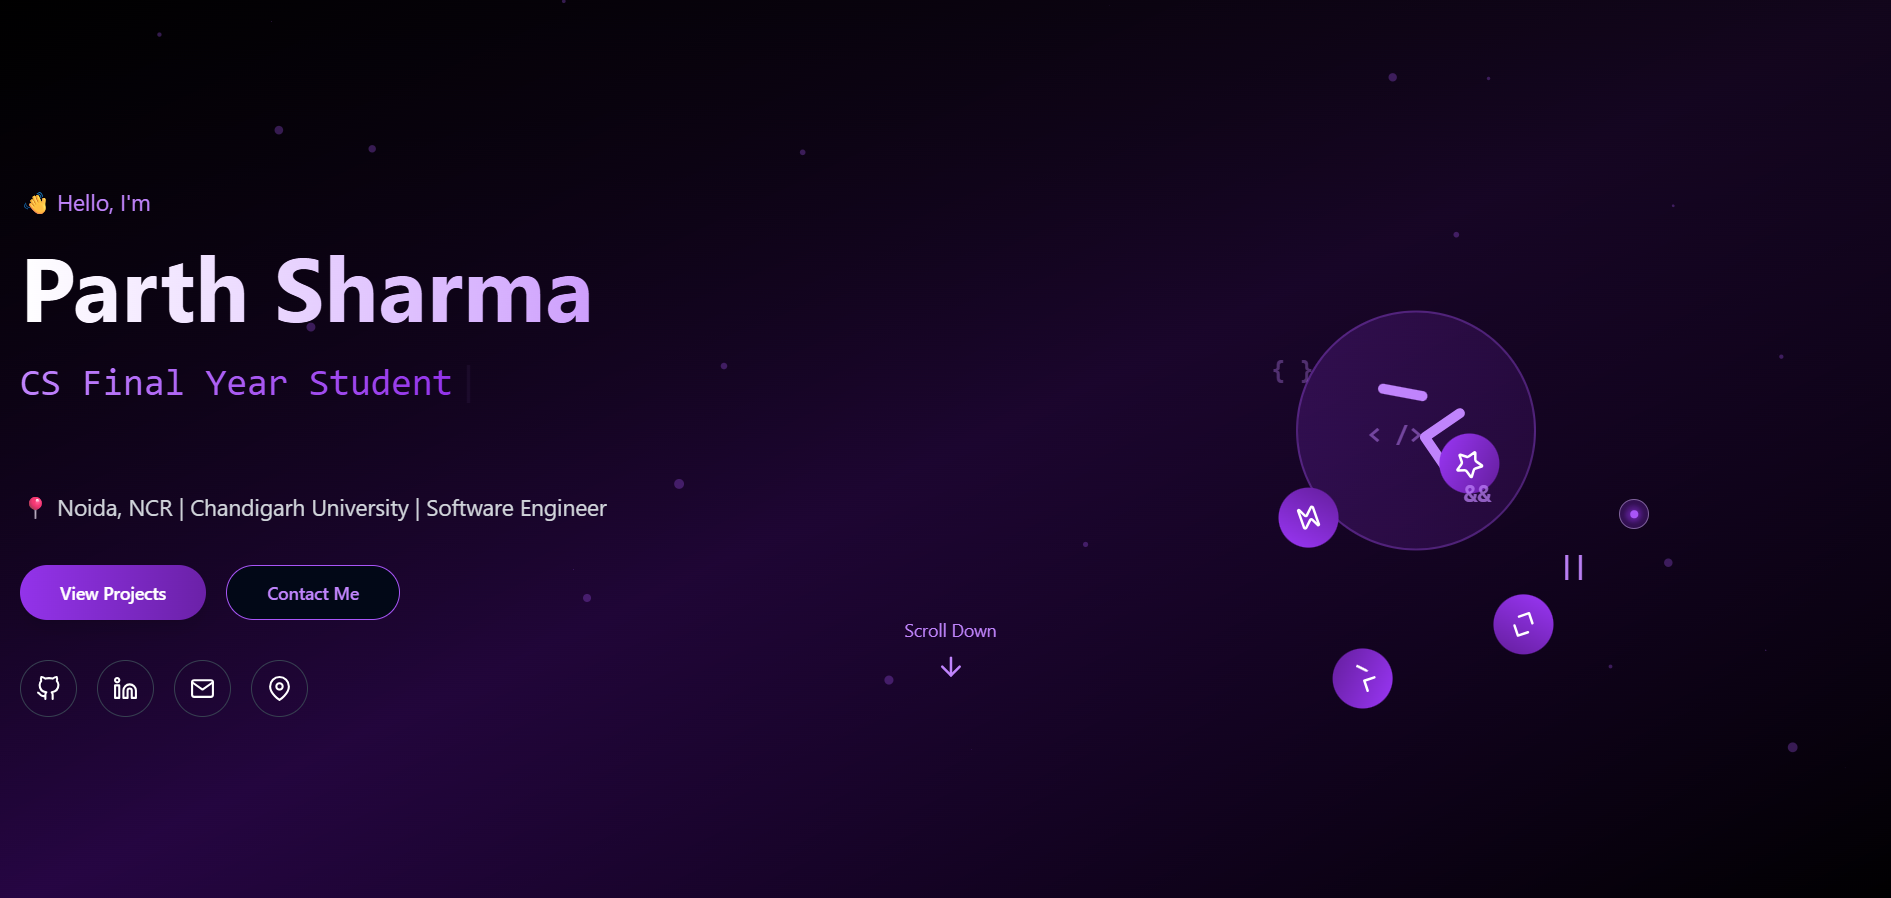 👋 Hello, I'm
Parth Sharma
CS Final Year Student
📍 Noida, NCR | Chandigarh University | Software Engineer
View Projects
Contact Me
Scroll Down
{ }
< />
&&
||